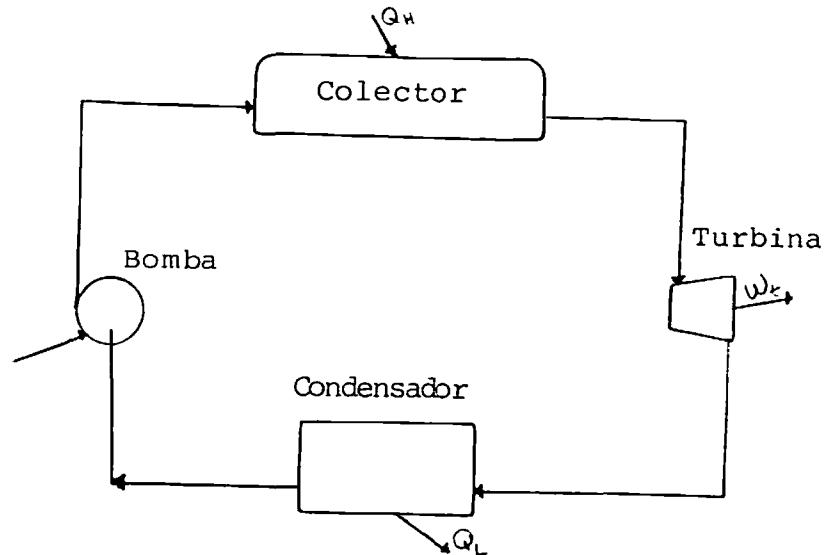 Q_H
Colector
Turbina
Bomba
W_t
Condensador
Q_L